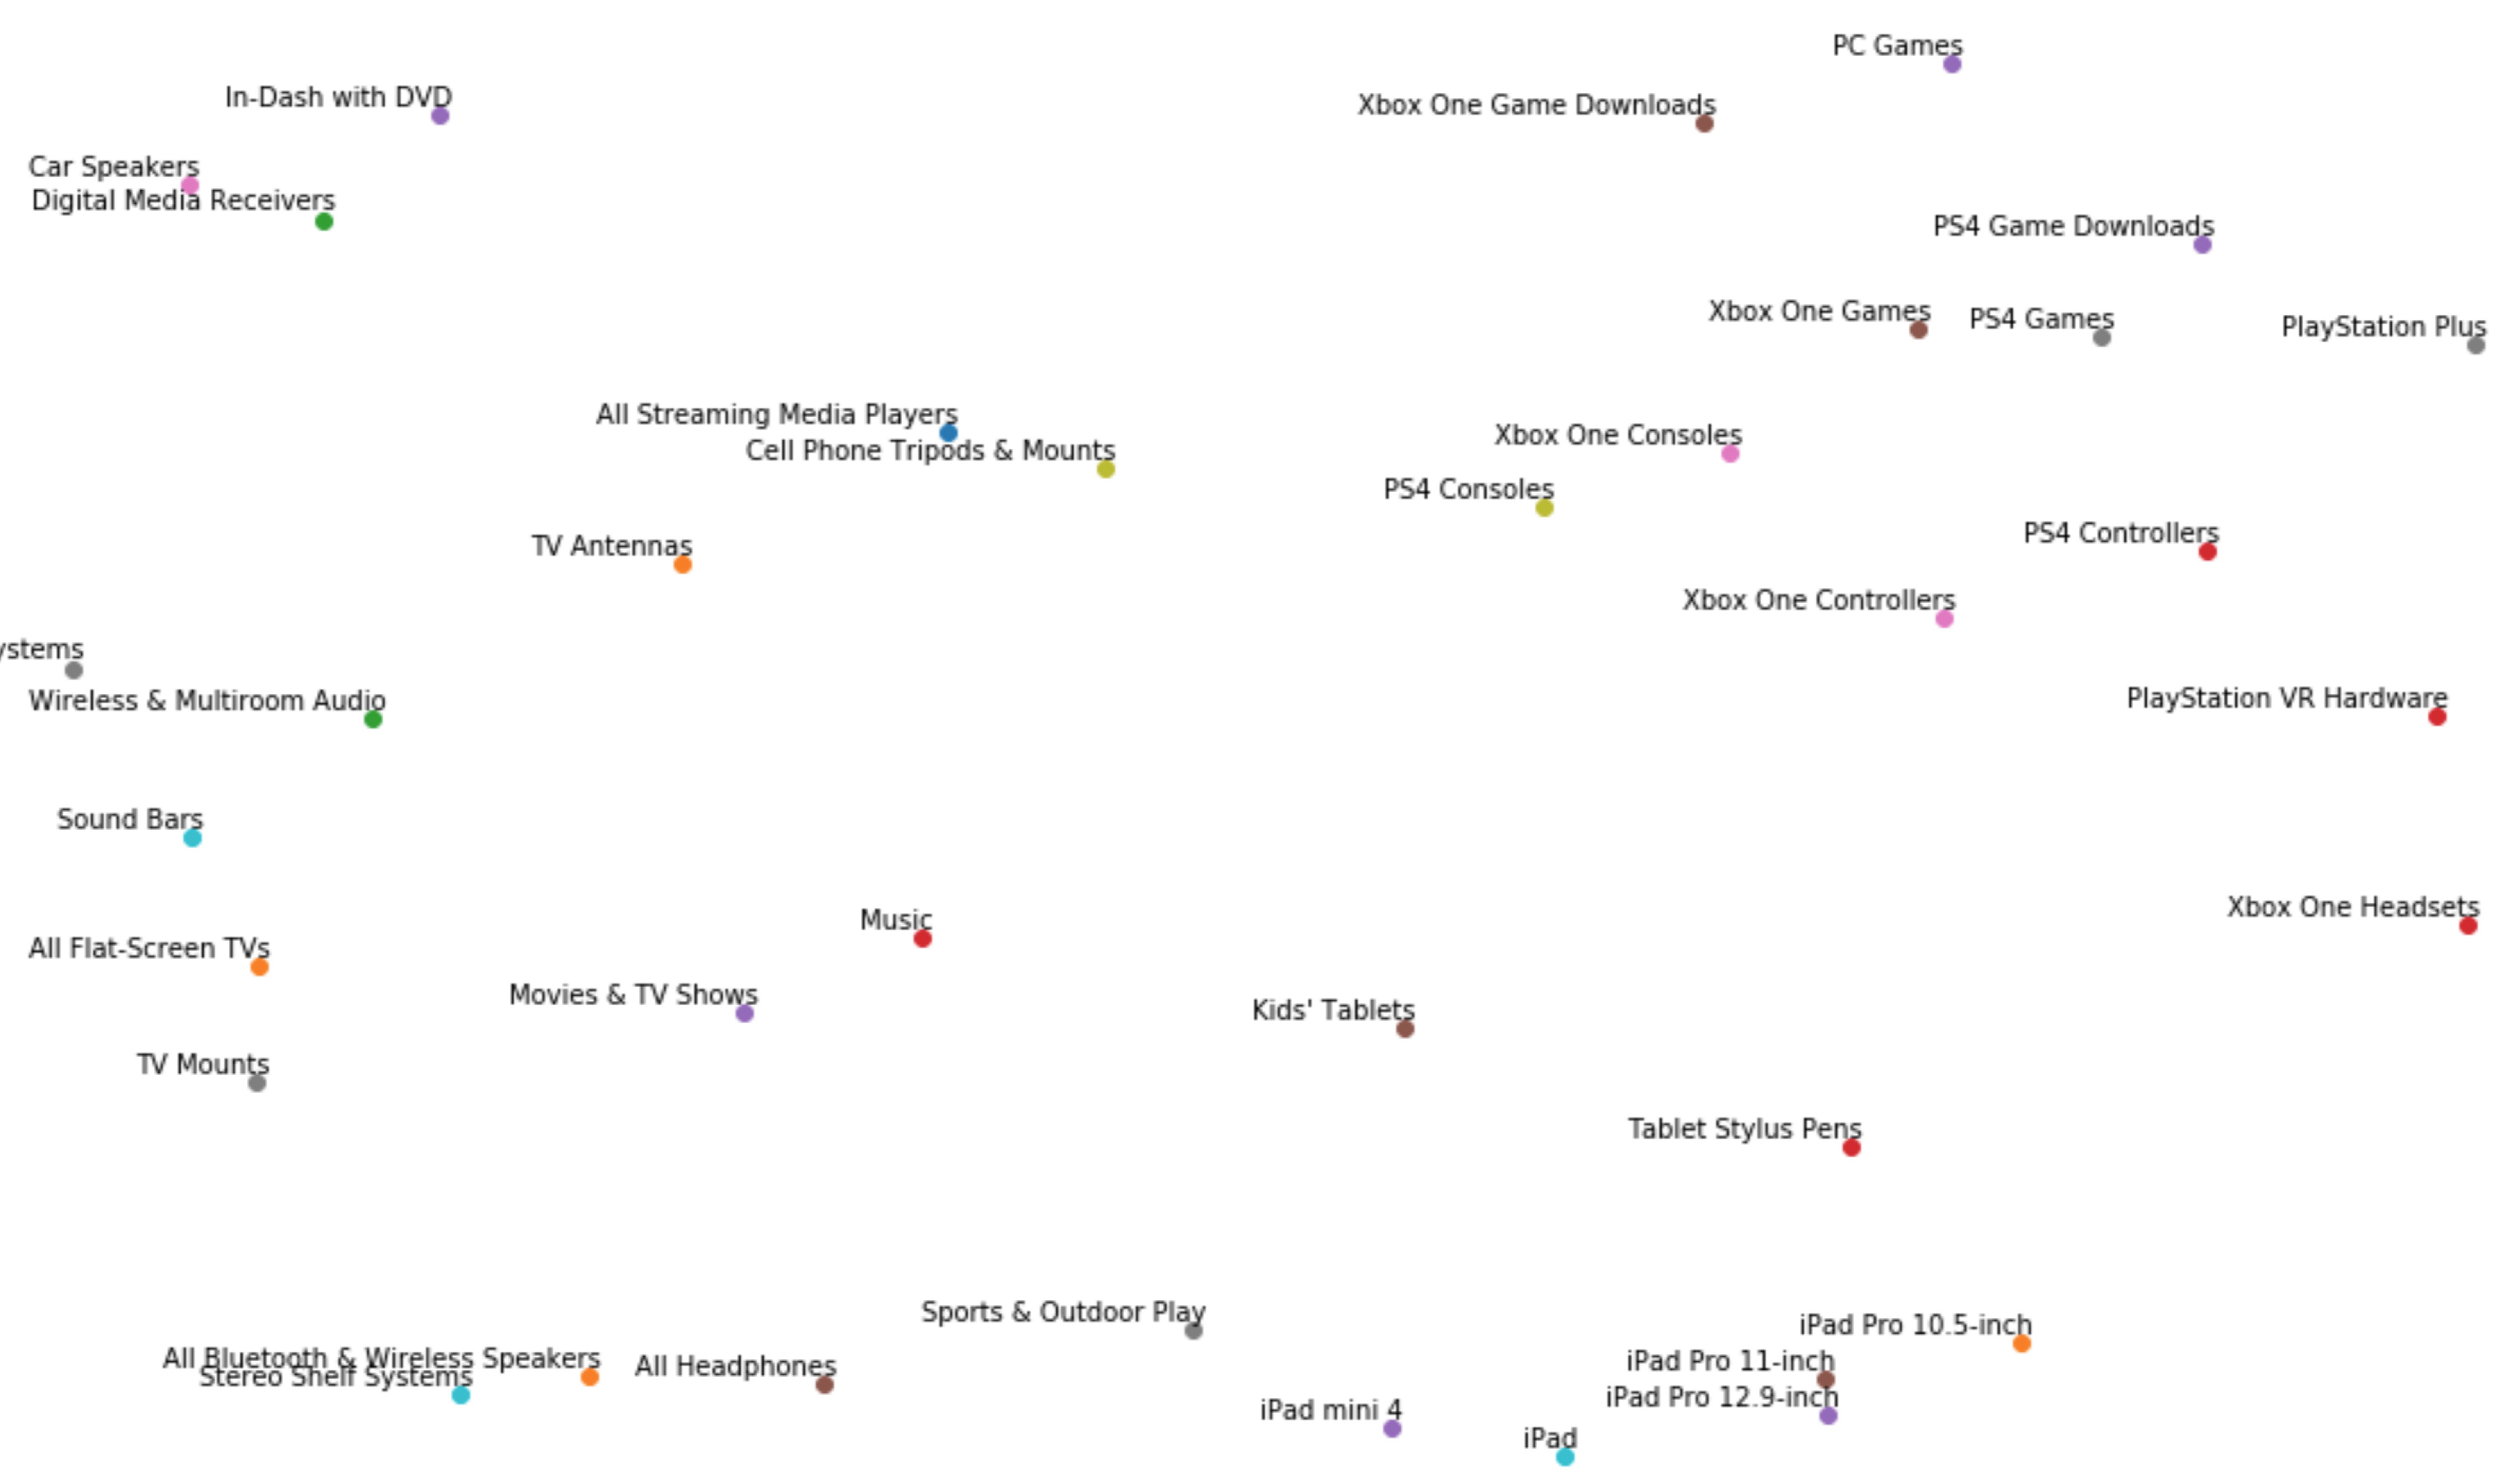 PC Games
In-Dash with DVD
Xbox One Game Downloads
Car Speakers
Digital Media Receivers
PS4 Game Downloads
Xbox One Games
PS4 Games
PlayStation Plus
All Streaming Media Players
Cell Phone Tripods & Mounts
Xbox One Consoles
PS4 Consoles
TV Antennas
PS4 Controllers
Xbox One Controllers
ystems
Wireless & Multiroom Audio
PlayStation VR Hardware
Sound Bars
Xbox One Headsets
Music
All Flat-Screen TVs
Movies & TV Shows
Kids' Tablets
TV Mounts
Tablet Stylus Pens
Sports & Outdoor Play
iPad Pro 10.5-inch
All Bluetooth & Wireless Speakers
Stereo Shelf Systems
All Headphones
iPad Pro 11-inch
iPad Pro 12.9-inch
iPad mini 4
iPad